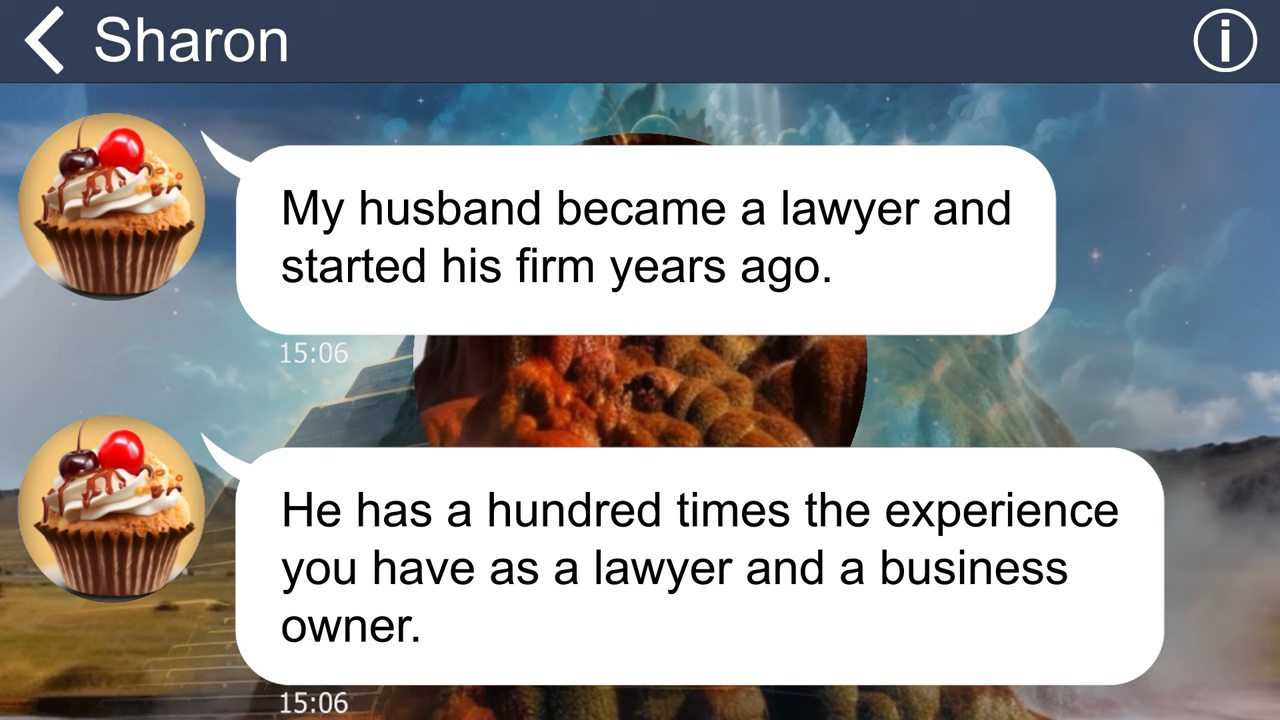 Sharon
My husband became a lawyer and
started his firm years ago.
15:06
He has a hundred times the experience
you have as a lawyer and a business
owner.
15:06